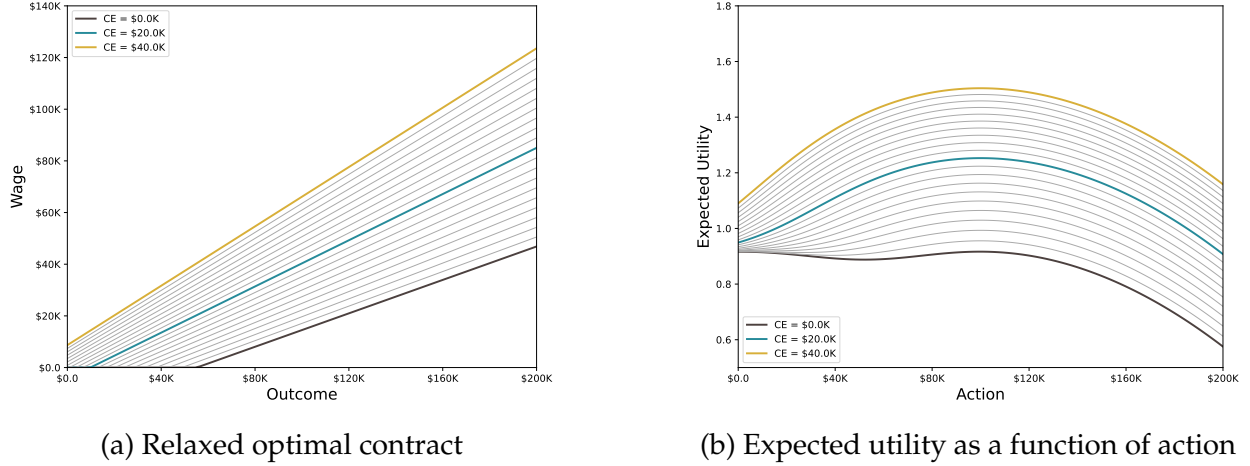 $140K
$120K
$100K
$80K
$60K
$40K
$20K
$0.0
Wage
CE = $0.0K
CE = $20.0K
CE = $40.0K
$0.0 $40K $80K $120K $160K $200K
Outcome
(a) Relaxed optimal contract
1.8
1.6
1.4
1.2
1.0
0.8
0.6
Expected Utility
CE = $0.0K
CE = $20.0K
CE = $40.0K
$0.0 $40K $80K $120K $160K $200K
Action
(b) Expected utility as a function of action